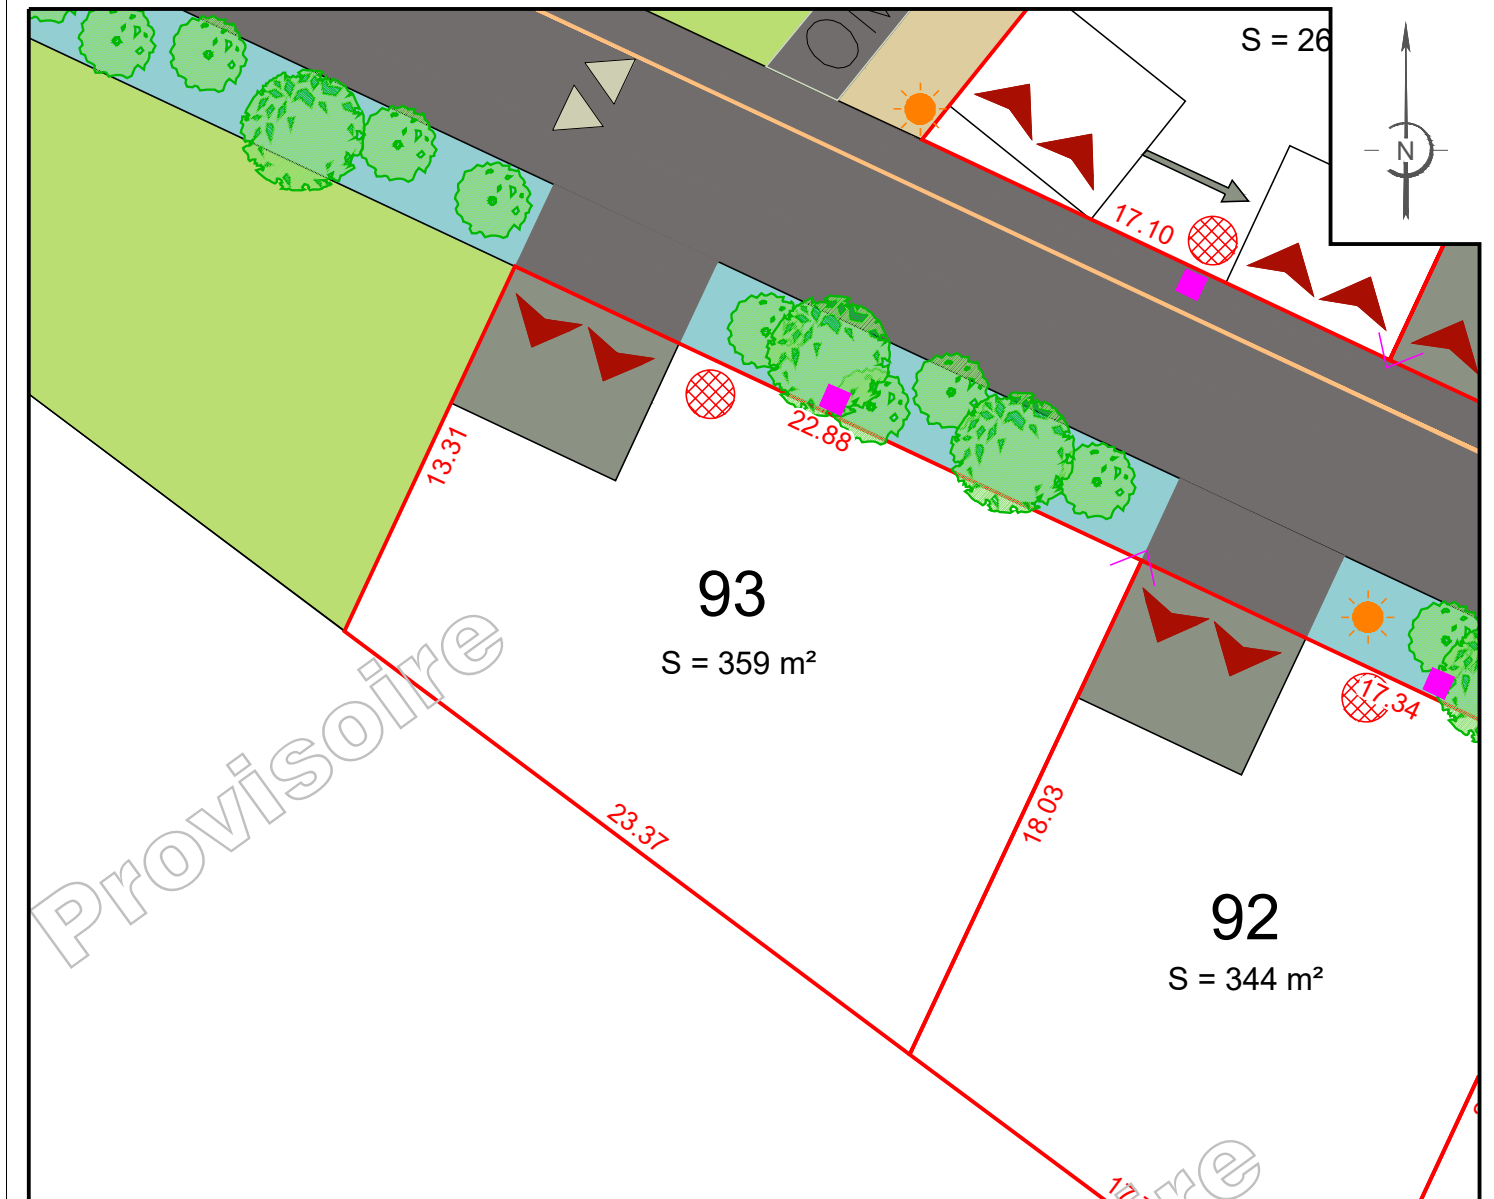 S = 26
N
17.10
22.88
13.31
93
S = 359 m²
Provisoire
17.34
23.37
18.03
92
S = 344 m²